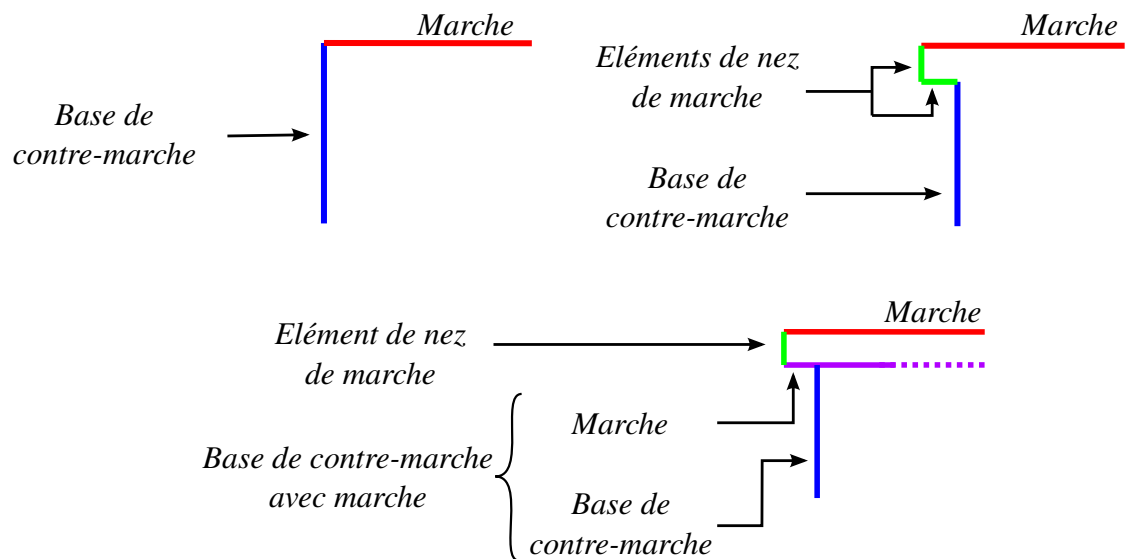 Marche
Base de
contre-marche
Marche
Eléments de nez
de marche
Base de
contre-marche
Marche
Elément de nez
de marche
Marche
Base de contre-marche
avec marche
Base de
contre-marche